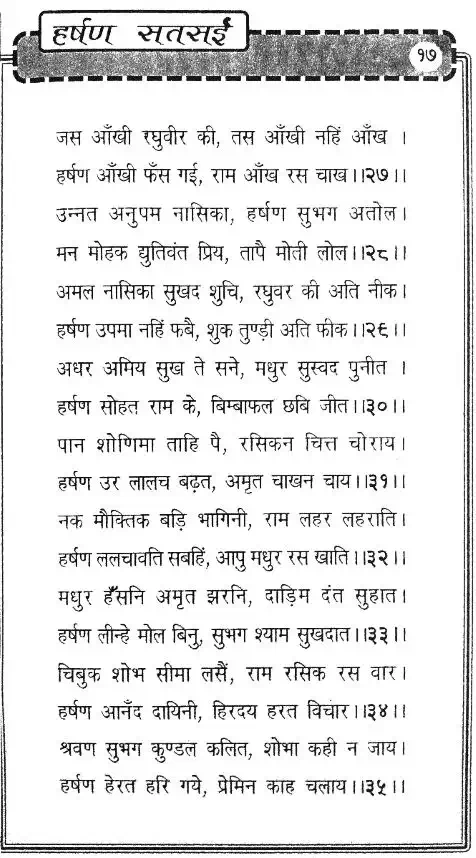 हर्षण सतसई
१७
जस आँखी रघुवीर की, तस आँखी नहिं आँख ।
हर्षण आँखी फँस गई, राम आँख रस चाख।।२७।।
उन्नत अनुपम नासिका, हर्षण सुभग अतोल।
मन मोहक द्युतिवंत प्रिय, तापै मोती लोल।।२८।।
अमल नासिका सुखद शुचि, रघुवर की अति नीक।
हर्षण उपमा नहिं फबै, शुक तुण्डी अति फीक।।२९।।
अधर अमिय सुख ते सने, मधुर सुस्वद पुनीत ।
हर्षण सोहत राम के, बिम्बाफल छबि जीत।।३०।।
पान शोणिमा ताहि पै, रसिकन चित्त चोराय।
हर्षण उर लालच बढ़त, अमृत चाखन चाय।।३१।।
नक मौक्तिक बड़ि भागिनी, राम लहर लहराति।
हर्षण ललचावति सबहिं, आपु मधुर रस खाति।।३२।।
मधुर हँसनि अमृत झरनि, दाड़िम दंत सुहात।
हर्षण लीन्हे मोल बिनु, सुभग श्याम सुखदात।।३३।।
चिबुक शोभ सीमा लसैं, राम रसिक रस वार।
हर्षण आनँद दायिनी, हिरदय हरत विचार।।३४।।
श्रवण सुभग कुण्डल कलित, शोभा कही न जाय।
हर्षण हेरत हरि गये, प्रेमिन काह चलाय।।३५।।